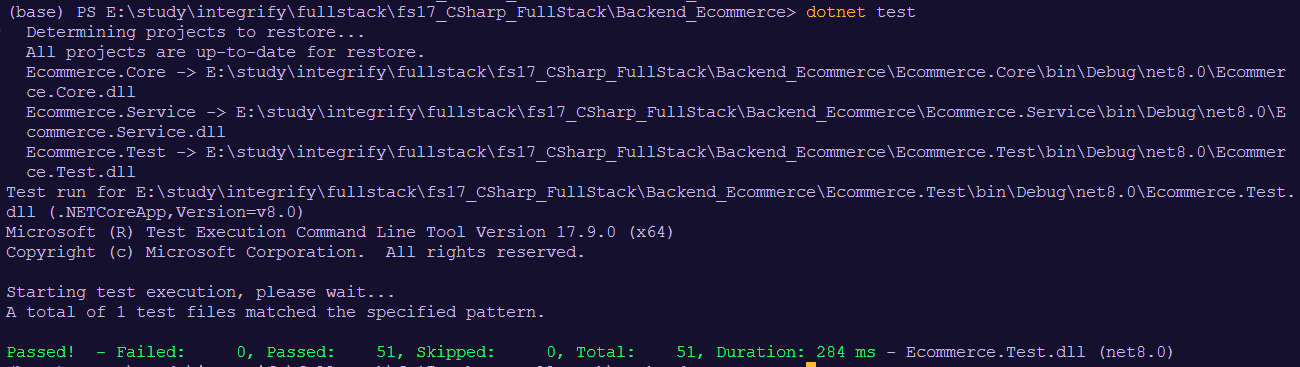 (base) PS E:\study\integrify\fullstack\fs17_CSharp_FullStack\Backend_Ecommerce> dotnet test
  Determining projects to restore...
  All projects are up-to-date for restore.
  Ecommerce.Core -> E:\study\integrify\fullstack\fs17_CSharp_FullStack\Backend_Ecommerce\Ecommerce.Core\bin\Debug\net8.0\Ecommer
  ce.Core.dll
  Ecommerce.Service -> E:\study\integrify\fullstack\fs17_CSharp_FullStack\Backend_Ecommerce\Ecommerce.Service\bin\Debug\net8.0\E
  commerce.Service.dll
  Ecommerce.Test -> E:\study\integrify\fullstack\fs17_CSharp_FullStack\Backend_Ecommerce\Ecommerce.Test\bin\Debug\net8.0\Ecommer
  ce.Test.dll
Test run for E:\study\integrify\fullstack\fs17_CSharp_FullStack\Backend_Ecommerce\Ecommerce.Test\bin\Debug\net8.0\Ecommerce.Test.
dll (.NETCoreApp,Version=v8.0)
Microsoft (R) Test Execution Command Line Tool Version 17.9.0 (x64)
Copyright (c) Microsoft Corporation.  All rights reserved.
Starting test execution, please wait...
A total of 1 test files matched the specified pattern.
Passed!  - Failed:     0, Passed:    51, Skipped:     0, Total:    51, Duration: 284 ms - Ecommerce.Test.dll (net8.0)